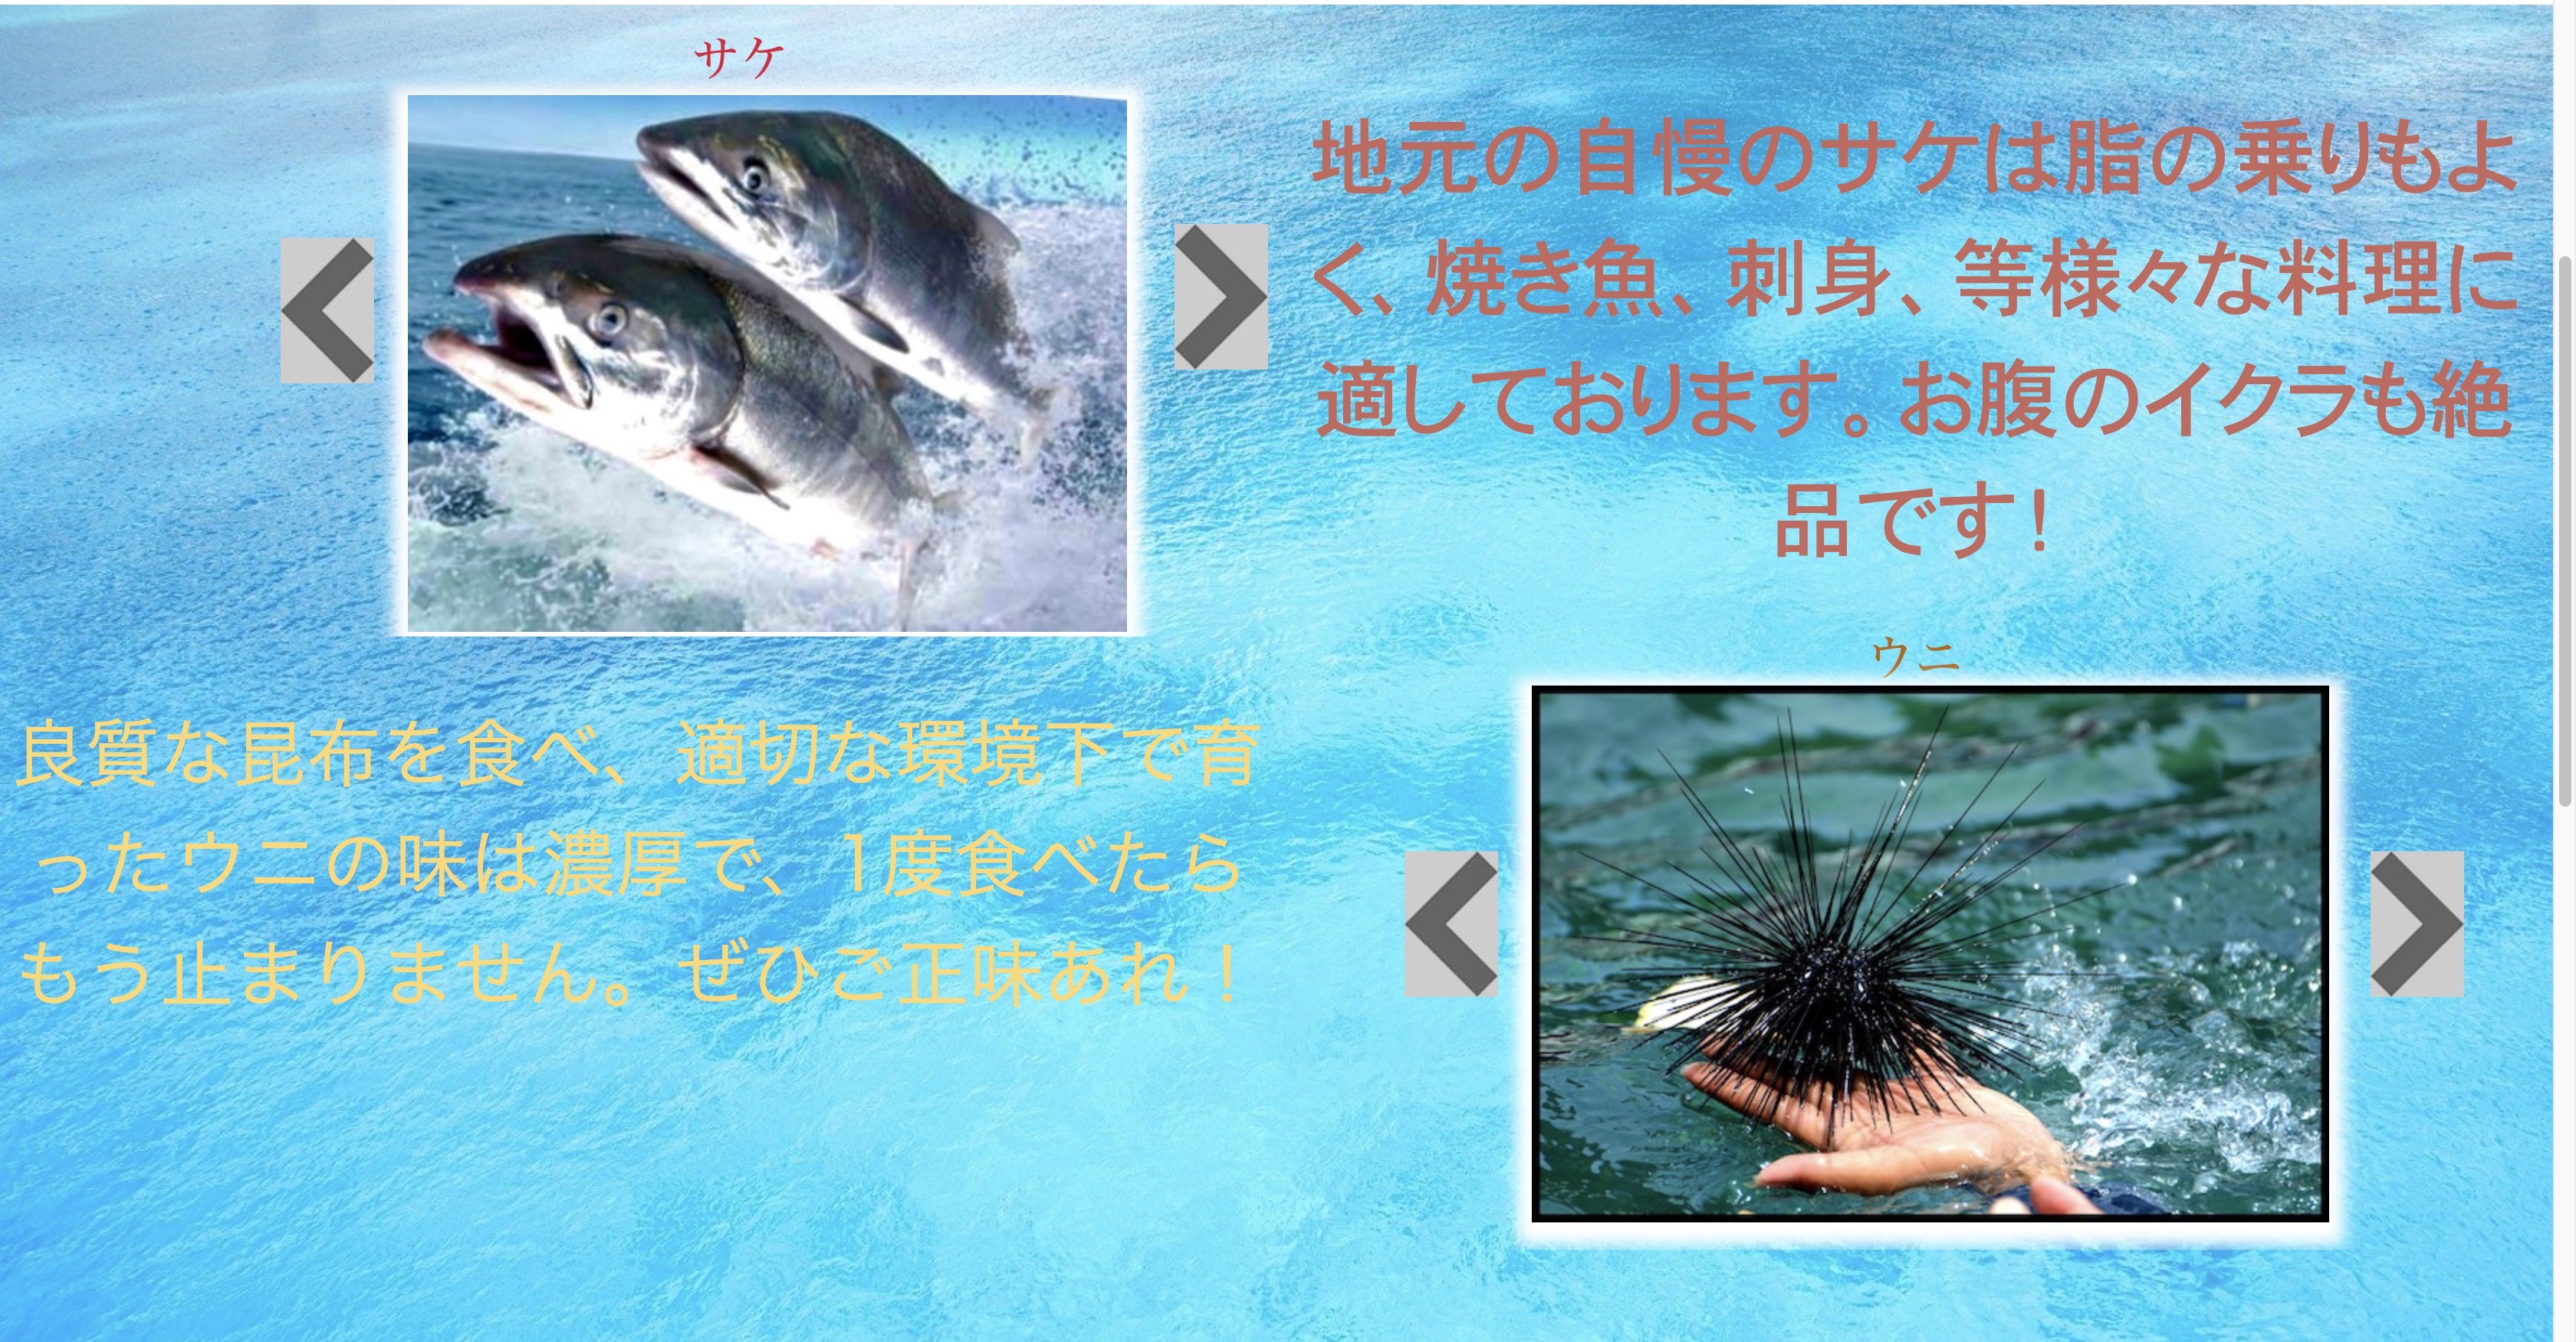 サケ
地元の自慢のサケは脂の乗りもよ
く、焼き魚、刺身、等様々な料理に
適しております。お腹のイクラも絶
品です！
ウニ
良質な昆布を食べ、適切な環境下で育
ったウニの味は濃厚で、1度食べたら
もう止まりません。ぜひご正味あれ！